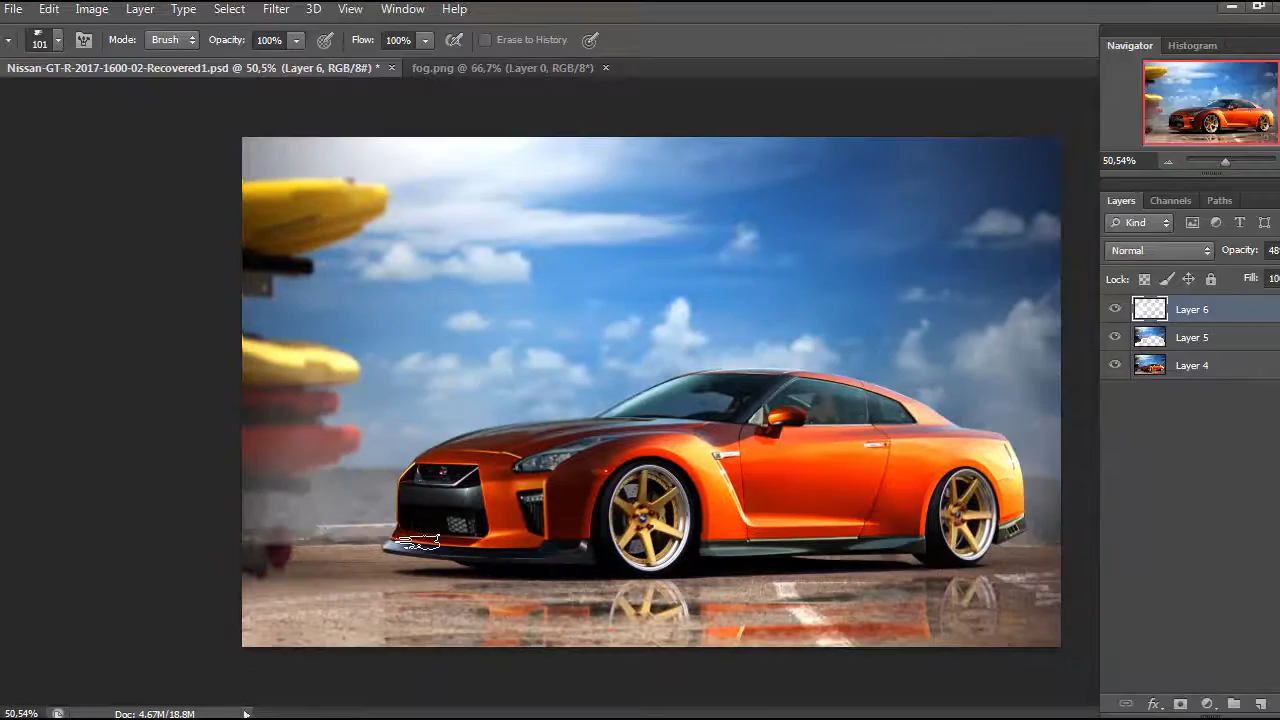 File Edit Image Layer Type Select Filter 3D View Window Help
101 Mode: Brush Opacity: 100% Flow: 100% Erase to History
Nissan-GT-R-2017-1600-02-Recovered1.psd @ 50,5% (Layer 6, RGB/8#) * × fog.png @ 66,7% (Layer 0, RGB/8*) ×
Navigator Histogram
50,54%
Layers Channels Paths
Kind
Normal Opacity: 48
Lock: Fill: 100
Layer 6
Layer 5
Layer 4
fx
50,54% Doc: 4.67M/18.8M